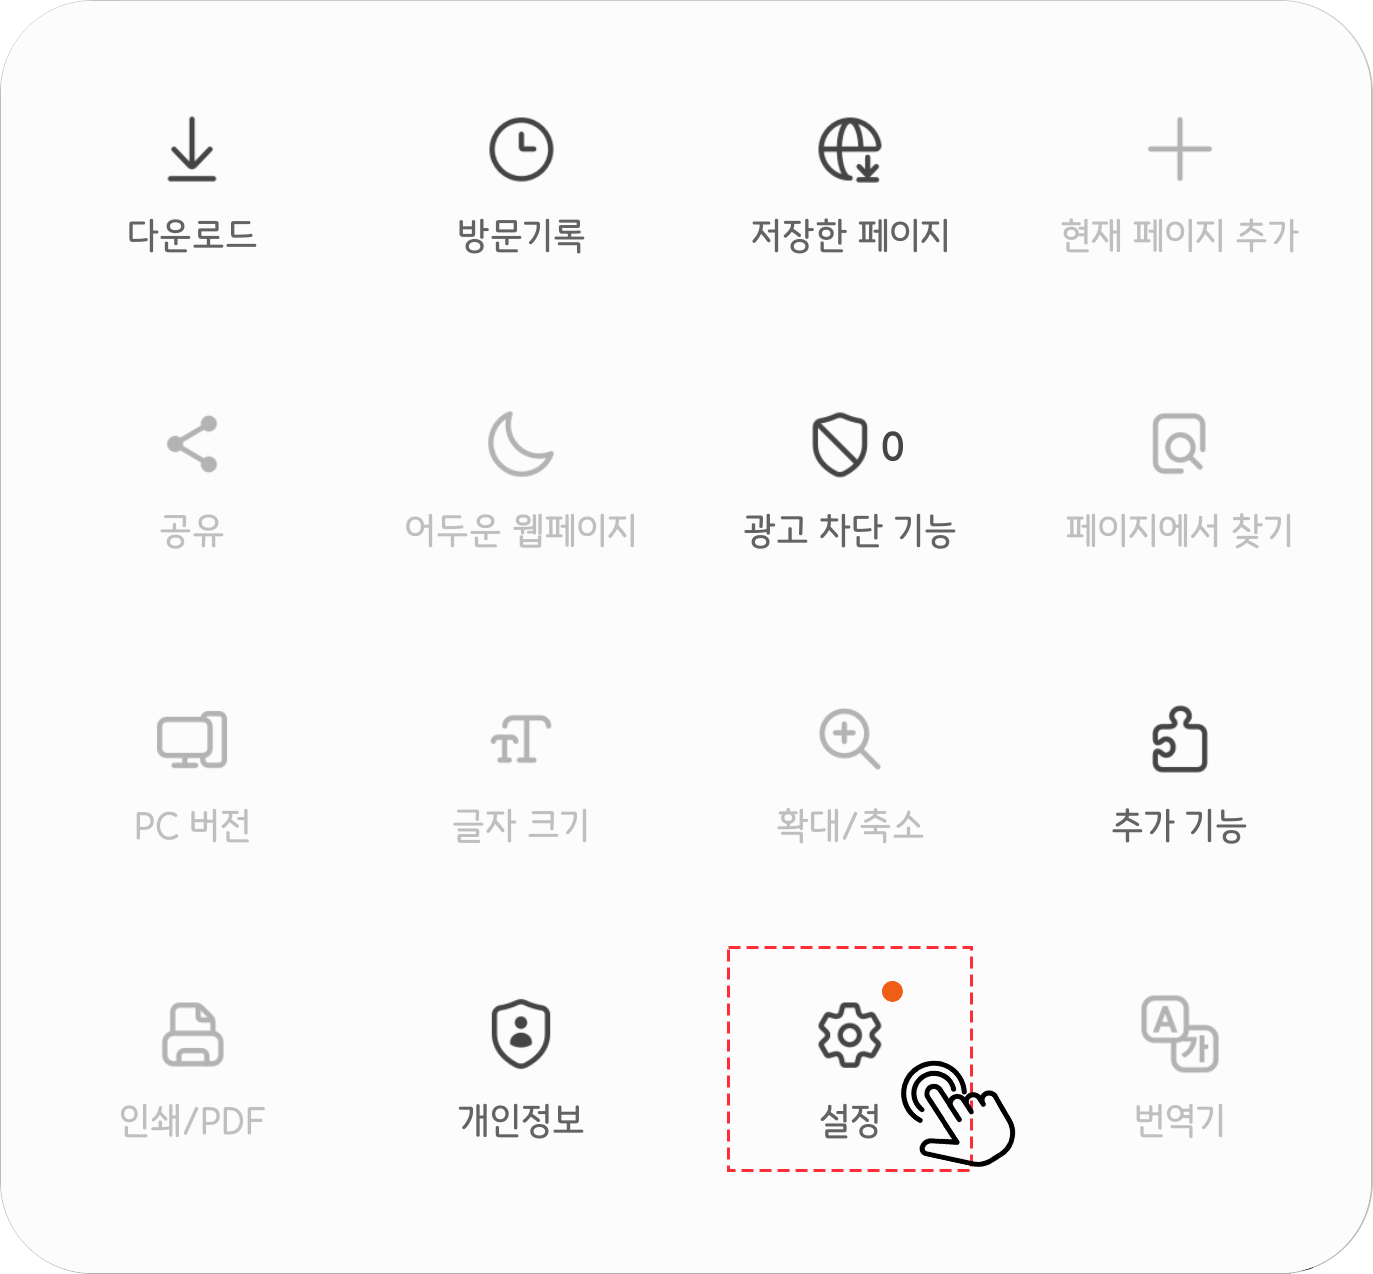 다운로드 방문기록 저장한 페이지 현재 페이지 추가
0
공유 어두운 웹페이지 광고 차단 기능 페이지에서 찾기
PC 버전 글자 크기 확대/축소 추가 기능
A 가
인쇄/PDF 개인정보 설정 번역기